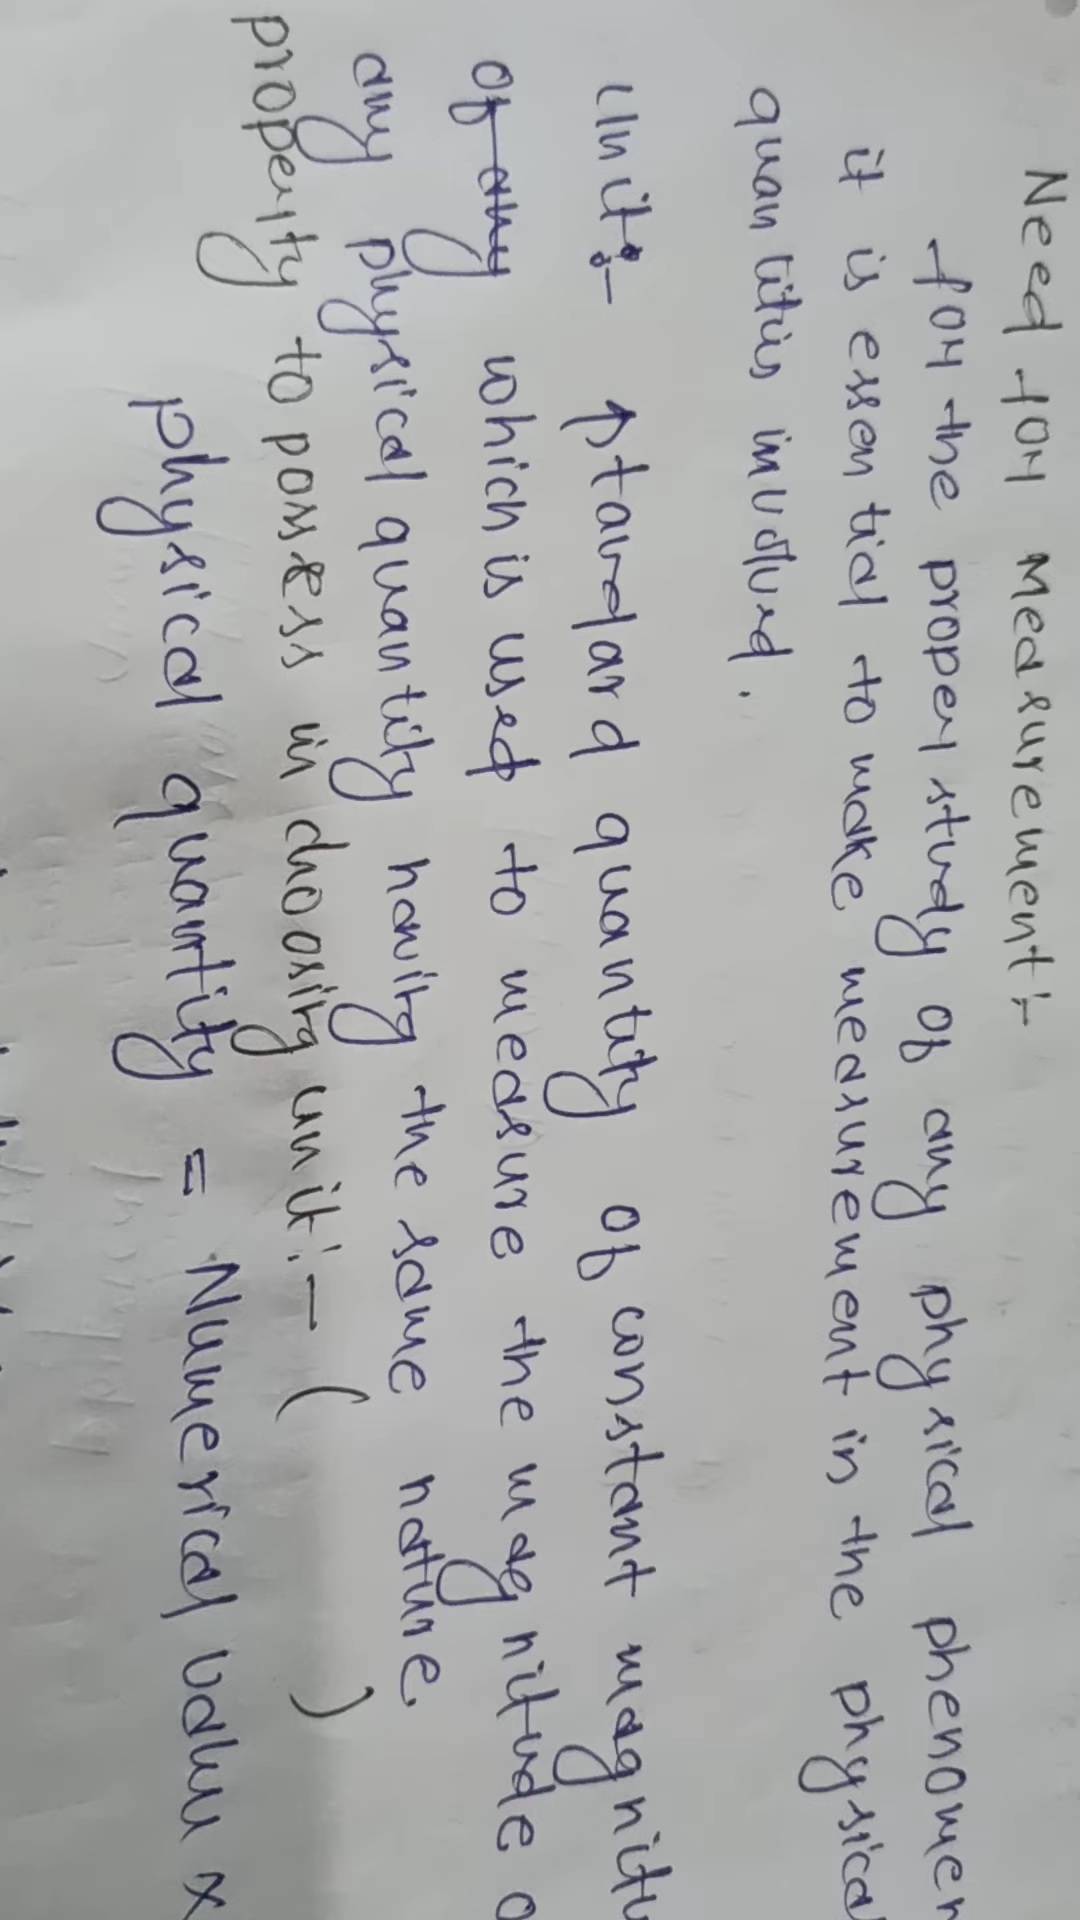 Need for Measurement:-
for the proper study of any physical phenomen
it is essential to make measurement in the physical
quantities involved.
Unit:- standard quantity of constant magnitu
of any which is used to measure the magnitude o
any physical quantity having the same nature.
property to possess in choosing unit:- ( )
physical quantity = Numerical value x